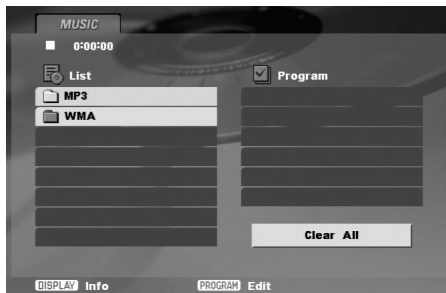 MUSIC
0:00:00
List
Program
MP3
WMA
Clear All
DISPLAY Info PROGRAM Edit